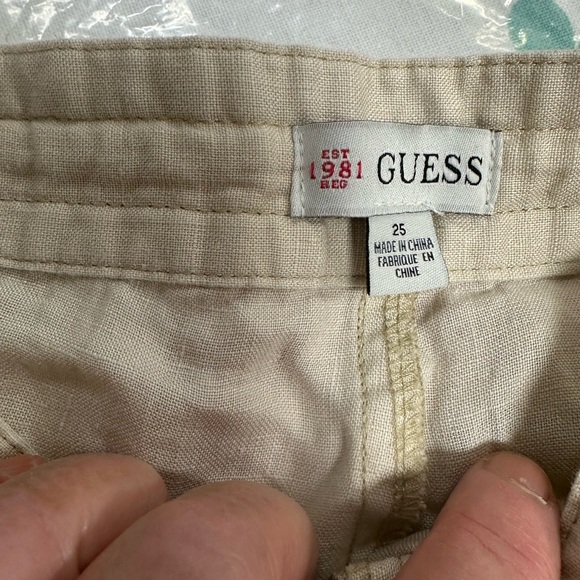 EST
1981 GUESS
REG
25
MADE IN CHINA
FABRIQUE EN
CHINE